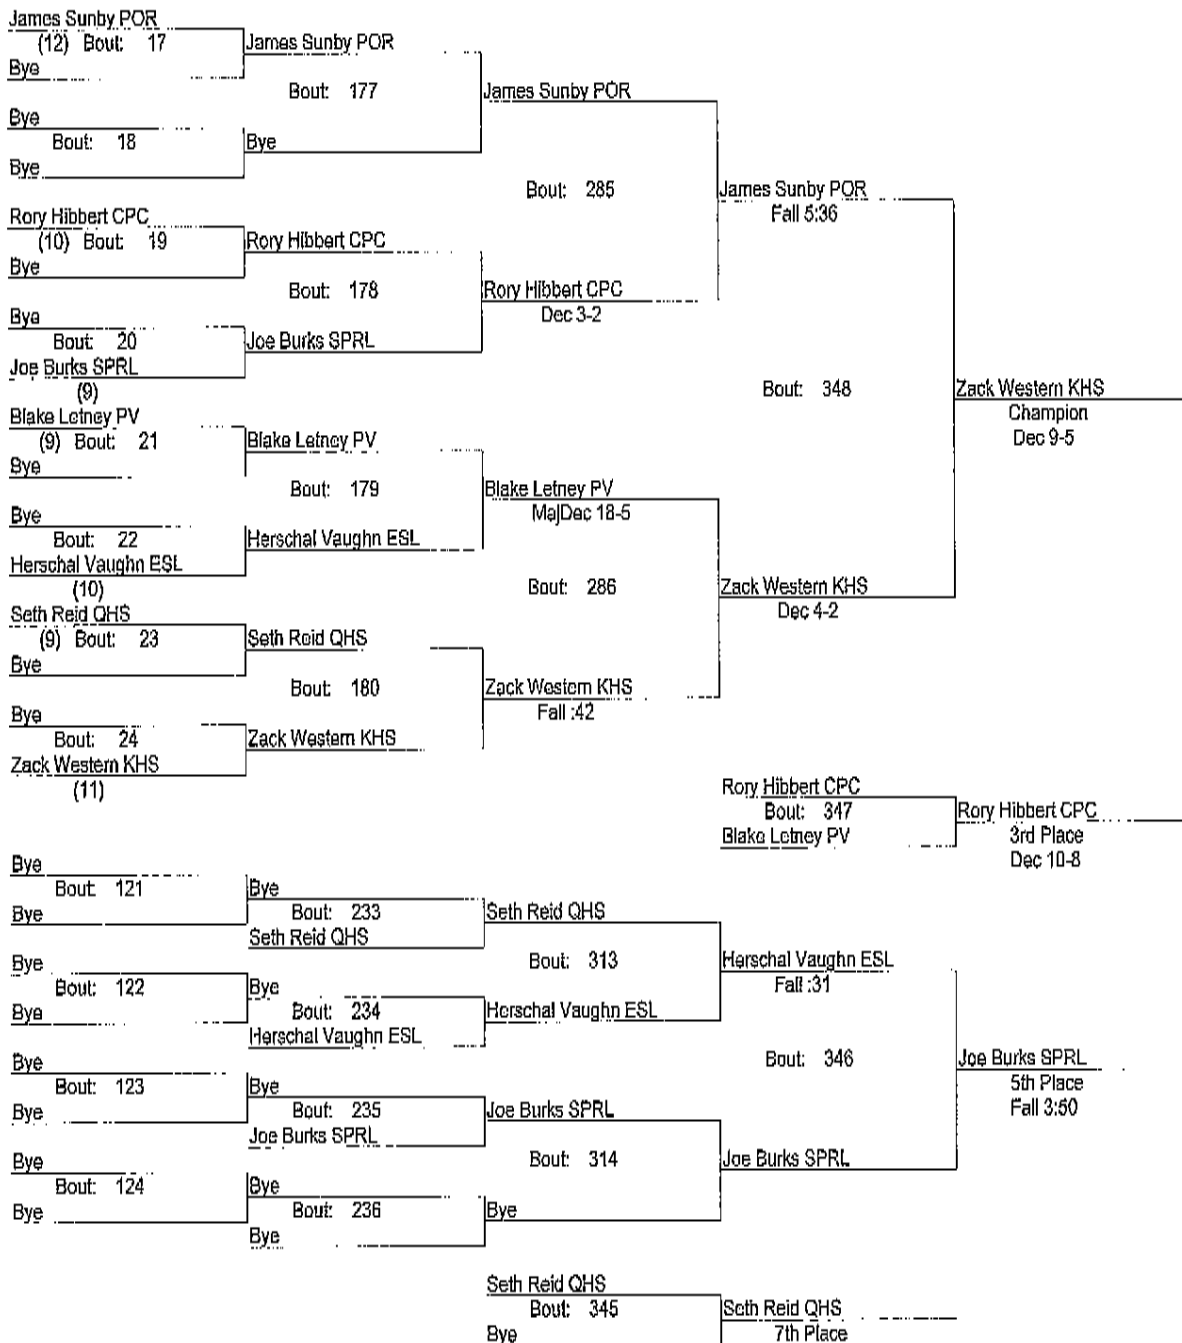 James Sunby POR
(12) Bout: 17
Bye
James Sunby POR
Bout: 177
Bye
Bout: 18
Bye
Bye
James Sunby POR
Bout: 285
Rory Hibbert CPC
(10) Bout: 19
Bye
Rory Hibbert CPC
Bout: 178
Bye
Bout: 20
Joe Burks SPRL
(9)
Joe Burks SPRL
Rory Hibbert CPC
Dec 3-2
James Sunby POR
Fall 5:36
Bout: 348
Blake Letney PV
(9) Bout: 21
Bye
Blake Letney PV
Bout: 179
Bye
Bout: 22
Herschal Vaughn ESL
(10)
Herschal Vaughn ESL
Blake Letney PV
MajDec 18-5
Bout: 286
Seth Reid QHS
(9) Bout: 23
Bye
Seth Reid QHS
Bout: 180
Bye
Bout: 24
Zack Western KHS
(11)
Zack Western KHS
Zack Western KHS
Fall :42
Zack Western KHS
Dec 4-2
Zack Western KHS
Champion
Dec 9-5
Rory Hibbert CPC
Bout: 347
Blake Letney PV
Rory Hibbert CPC
3rd Place
Dec 10-8
Bye
Bout: 121
Bye
Bye
Bout: 233
Seth Reid QHS
Seth Reid QHS
Bout: 313
Bye
Bout: 122
Bye
Bye
Bout: 234
Herschal Vaughn ESL
Herschal Vaughn ESL
Herschal Vaughn ESL
Fall :31
Bout: 346
Bye
Bout: 123
Bye
Bye
Bout: 235
Joe Burks SPRL
Joe Burks SPRL
Bout: 314
Bye
Bout: 124
Bye
Bye
Bout: 236
Bye
Bye
Joe Burks SPRL
Joe Burks SPRL
5th Place
Fall 3:50
Seth Reid QHS
Bout: 345
Bye
Seth Reid QHS
7th Place